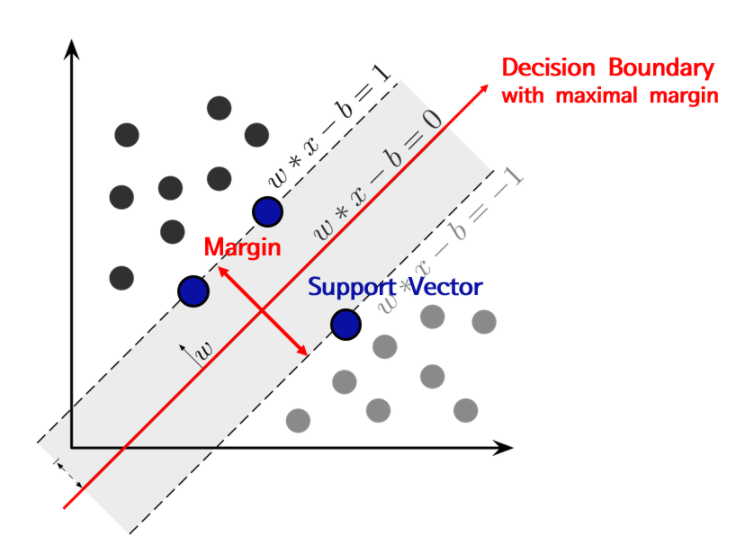 Decision Boundary
with maximal margin
w * x − b = 1
w * x − b = 0
w * x − b = −1
Margin
Support Vector
w